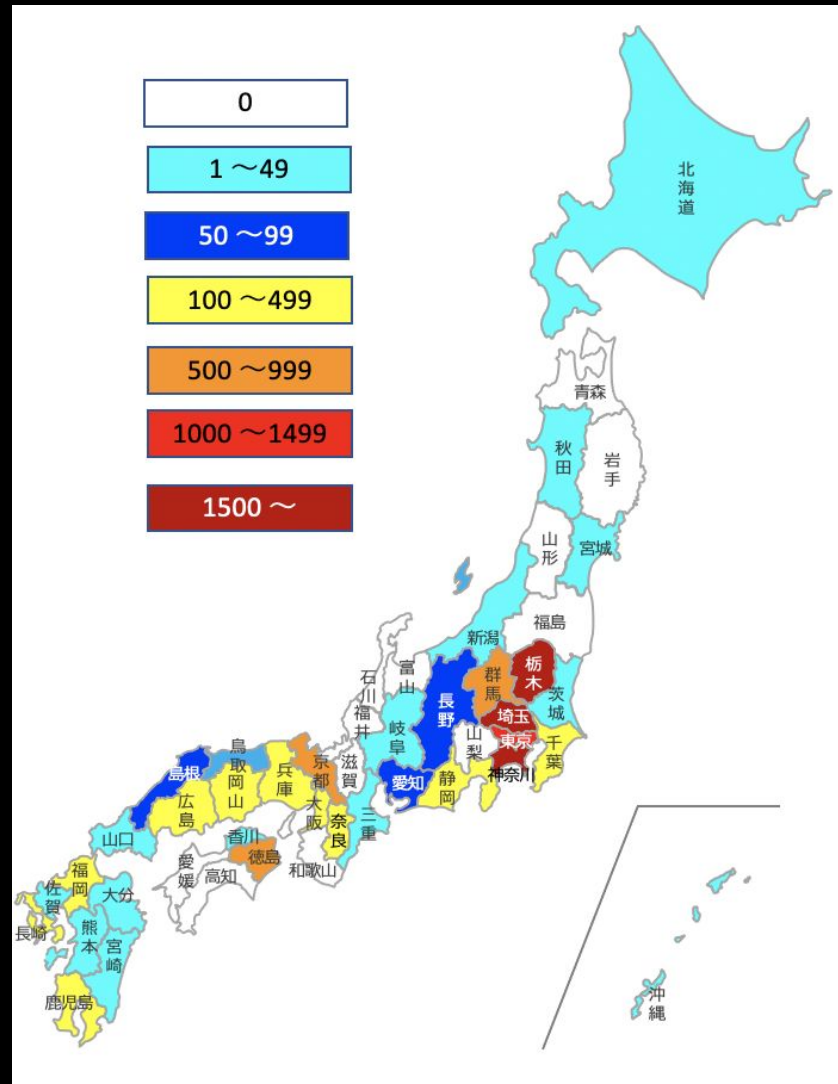 0
1 ～49
50 ～99
100 ～499
500 ～999
1000 ～1499
1500 ～
北海道
青森
秋田
岩手
山形
宮城
新潟
福島
栃木
群馬
茨城
富山
石川
福井
長野
岐阜
埼玉
東京
山梨
千葉
神奈川
静岡
愛知
滋賀
京都
兵庫
鳥取
岡山
島根
広島
大阪
奈良
三重
山口
香川
徳島
和歌山
愛媛
高知
福岡
佐賀
大分
長崎
熊本
宮崎
鹿児島
沖縄